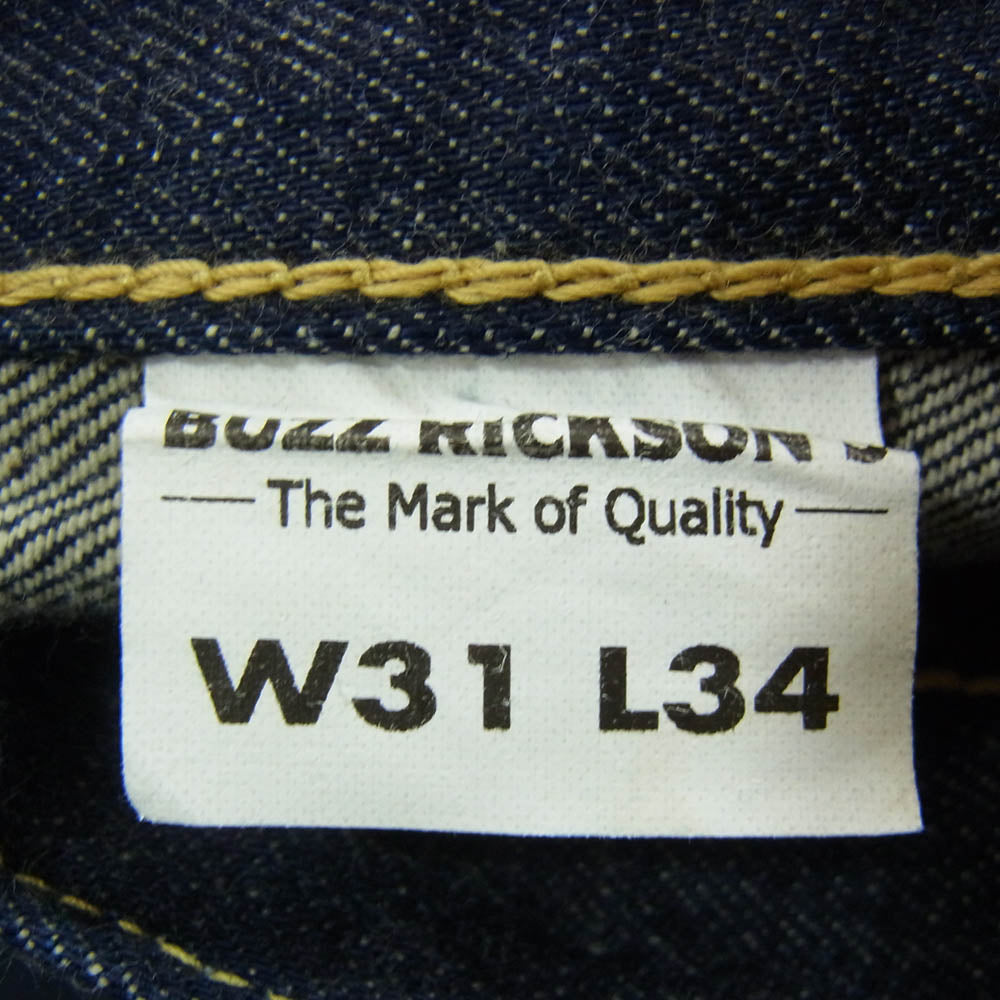 BUZZ RICKSON'S
The Mark of Quality
W31 L34